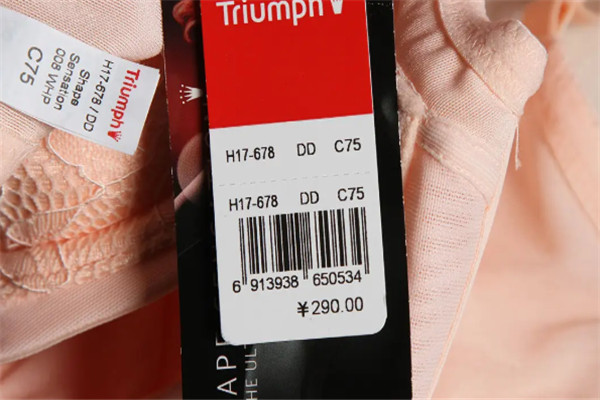 Triumph
H17-678 DD C75
H17-678 DD C75
6 913938 650534
¥290.00
Triumph
H17-678 / DD
Shape
Sensation
008 WHP
C75